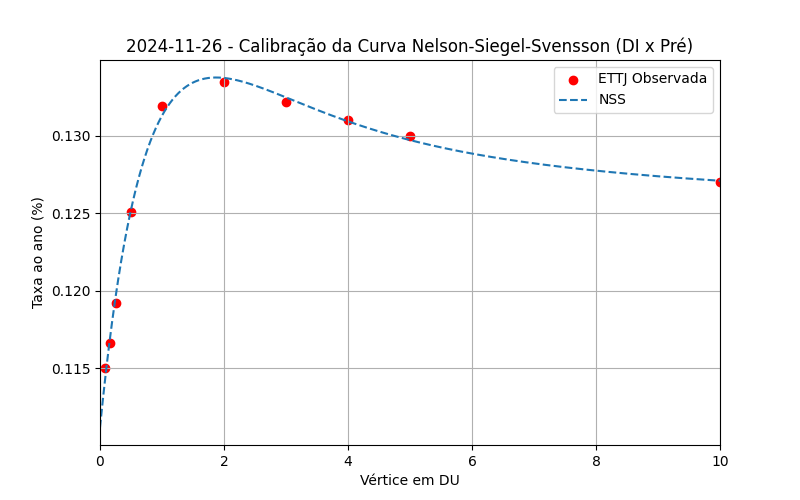 2024-11-26 - Calibração da Curva Nelson-Siegel-Svensson (DI x Pré)
ETTJ Observada
NSS
Taxa ao ano (%)
0.130
0.125
0.120
0.115
0 2 4 6 8 10
Vértice em DU